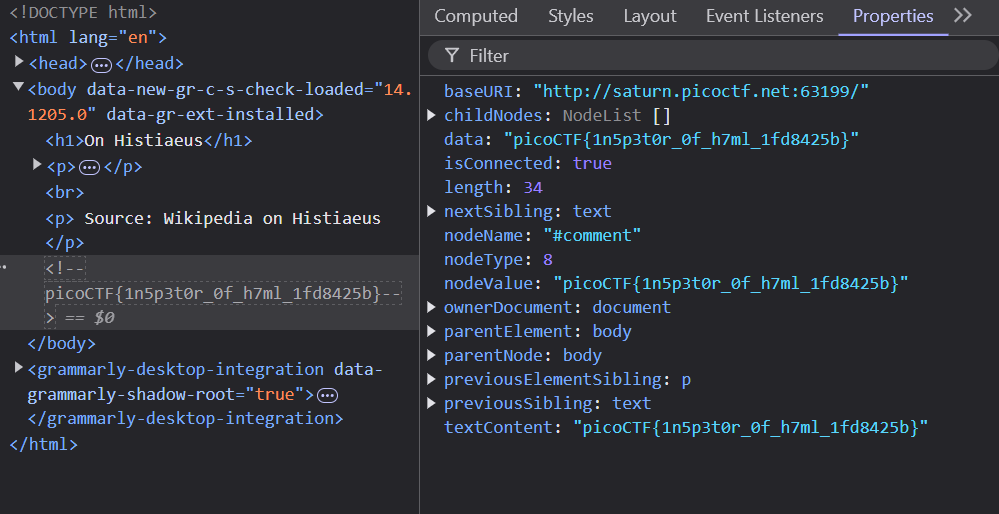 <!DOCTYPE html>
<html lang="en">
<head> ⋯ </head>
<body data-new-gr-c-s-check-loaded="14.
1205.0" data-gr-ext-installed>
<h1>On Histiaeus</h1>
<p> ⋯ </p>
<br>
<p> Source: Wikipedia on Histiaeus
</p>
<!--
picoCTF{1n5p3t0r_0f_h7ml_1fd8425b}--
> == $0
</body>
<grammarly-desktop-integration data-
grammarly-shadow-root="true"> ⋯
</grammarly-desktop-integration>
</html>
Computed Styles Layout Event Listeners Properties
Filter
baseURI: "http://saturn.picoctf.net:63199/"
childNodes: NodeList []
data: "picoCTF{1n5p3t0r_0f_h7ml_1fd8425b}"
isConnected: true
length: 34
nextSibling: text
nodeName: "#comment"
nodeType: 8
nodeValue: "picoCTF{1n5p3t0r_0f_h7ml_1fd8425b}"
ownerDocument: document
parentElement: body
parentNode: body
previousElementSibling: p
previousSibling: text
textContent: "picoCTF{1n5p3t0r_0f_h7ml_1fd8425b}"